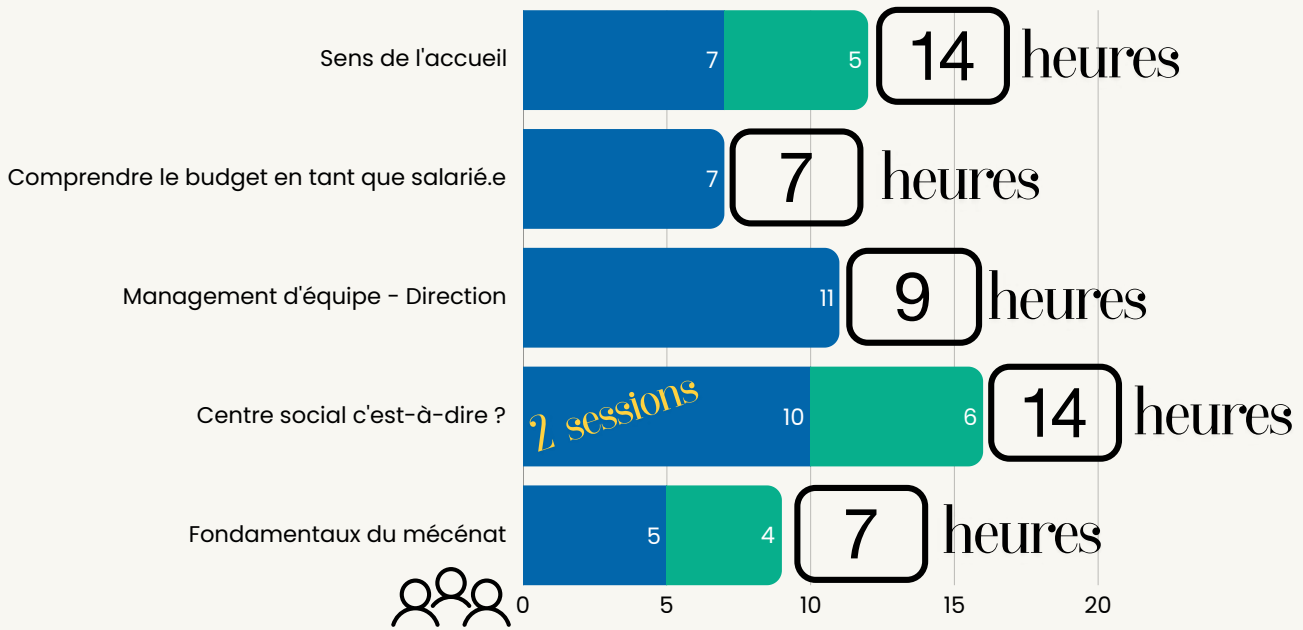 Sens de l'accueil 7 5 14 heures
Comprendre le budget en tant que salarié.e 7 7 heures
Management d'équipe - Direction 11 9 heures
Centre social c'est-à-dire ? 2 sessions 10 6 14 heures
Fondamentaux du mécénat 5 4 7 heures
0 5 10 15 20